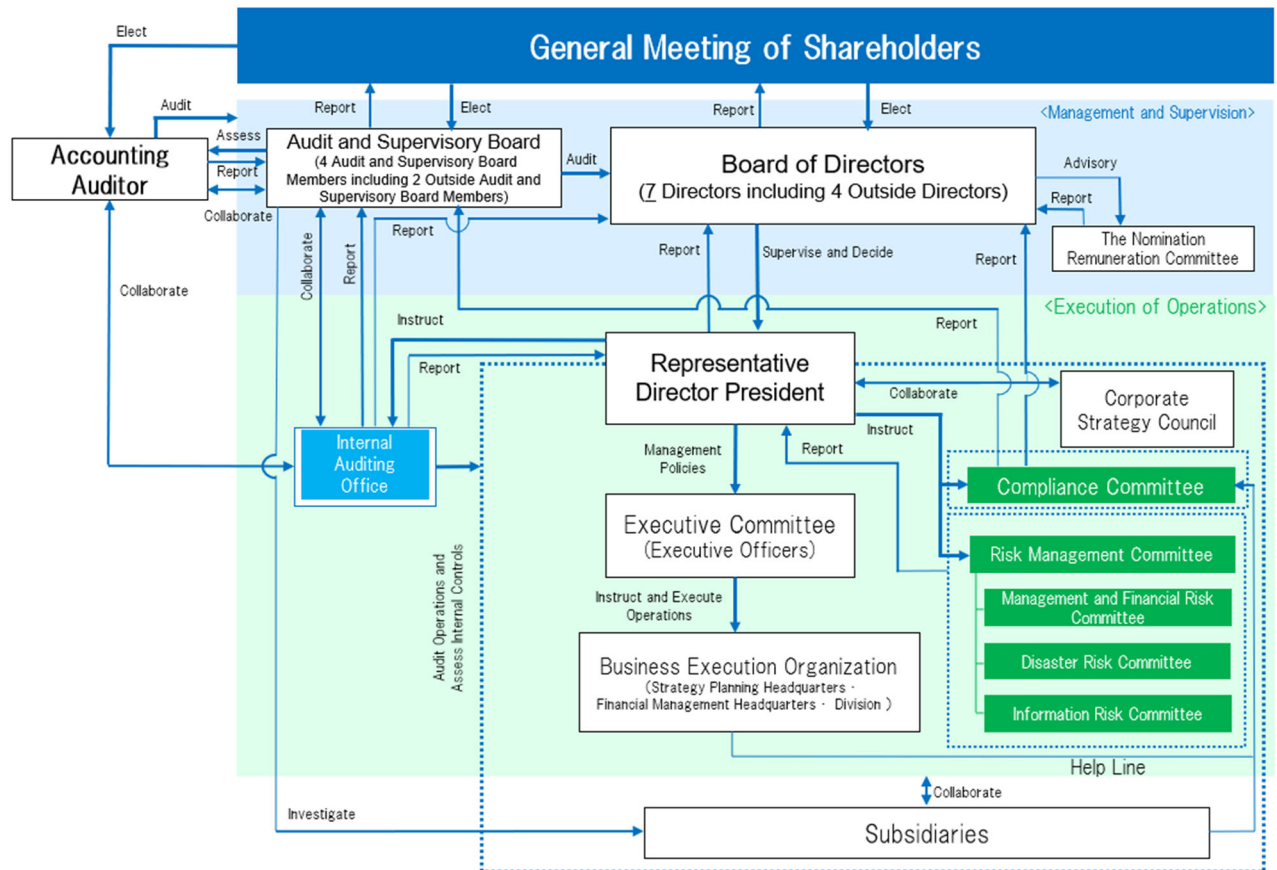 General Meeting of Shareholders
Elect
Report
Elect
Report
Elect
<Management and Supervision>
Audit
Assess
Report
Collaborate
Accounting
Auditor
Audit and Supervisory Board
(4 Audit and Supervisory Board
Members including 2 Outside Audit and
Supervisory Board Members)
Audit
Board of Directors
(7 Directors including 4 Outside Directors)
Advisory
Report
The Nomination
Remuneration Committee
Collaborate
Collaborate
Report
Report
Report
Supervise and Decide
Report
<Execution of Operations>
Instruct
Report
Report
Representative
Director President
Collaborate
Corporate
Strategy Council
Instruct
Report
Internal
Auditing
Office
Management
Policies
Compliance Committee
Executive Committee
(Executive Officers)
Risk Management Committee
Management and Financial Risk
Committee
Disaster Risk Committee
Information Risk Committee
Audit Operations and
Assess Internal Controls
Instruct and Execute
Operations
Business Execution Organization
(Strategy Planning Headquarters ·
Financial Management Headquarters · Division )
Help Line
Collaborate
Investigate
Subsidiaries